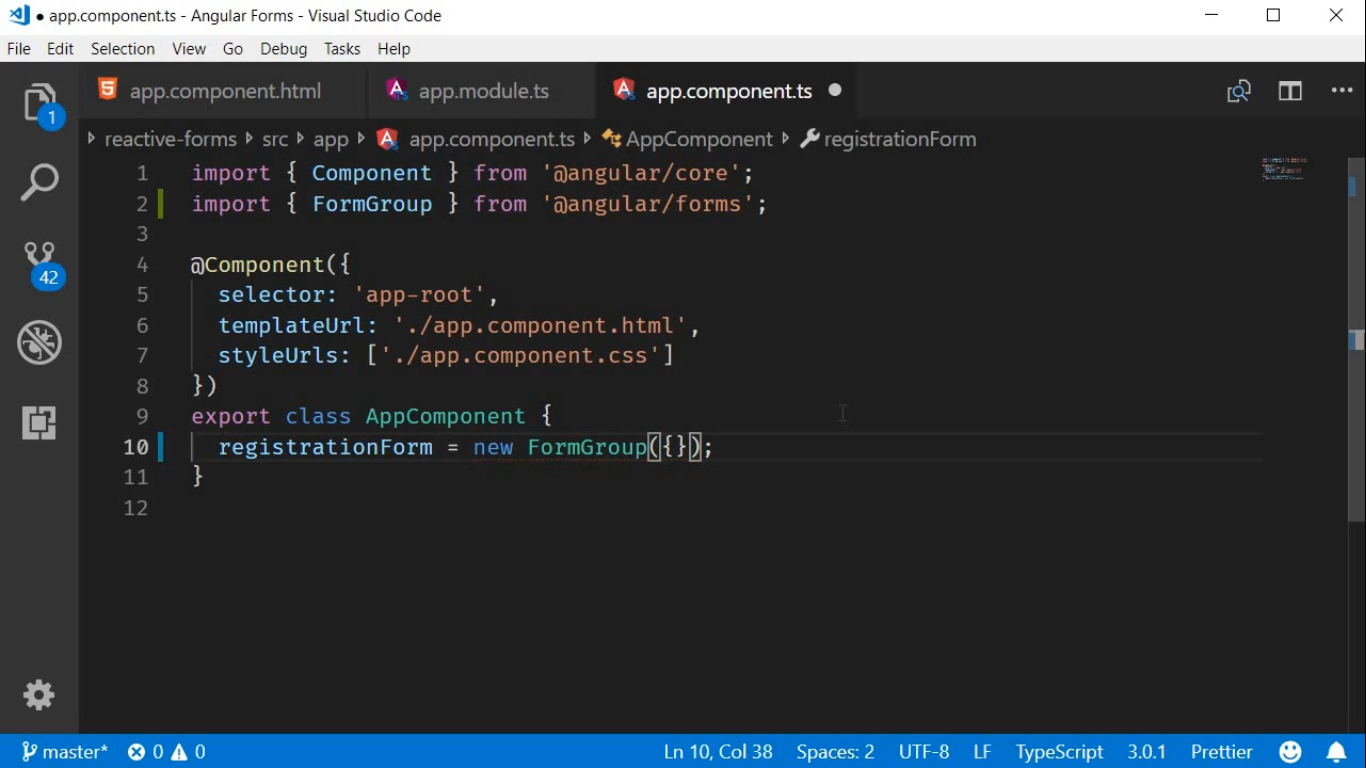 ● app.component.ts - Angular Forms - Visual Studio Code
File Edit Selection View Go Debug Tasks Help
app.component.html app.module.ts app.component.ts
reactive-forms src app app.component.ts AppComponent registrationForm
1 import { Component } from '@angular/core';
2 import { FormGroup } from '@angular/forms';
3
4 @Component({
5 selector: 'app-root',
6 templateUrl: './app.component.html',
7 styleUrls: ['./app.component.css']
8 })
9 export class AppComponent {
10 registrationForm = new FormGroup({});
11 }
12
1
42
master* 0 0 Ln 10, Col 38 Spaces: 2 UTF-8 LF TypeScript 3.0.1 Prettier